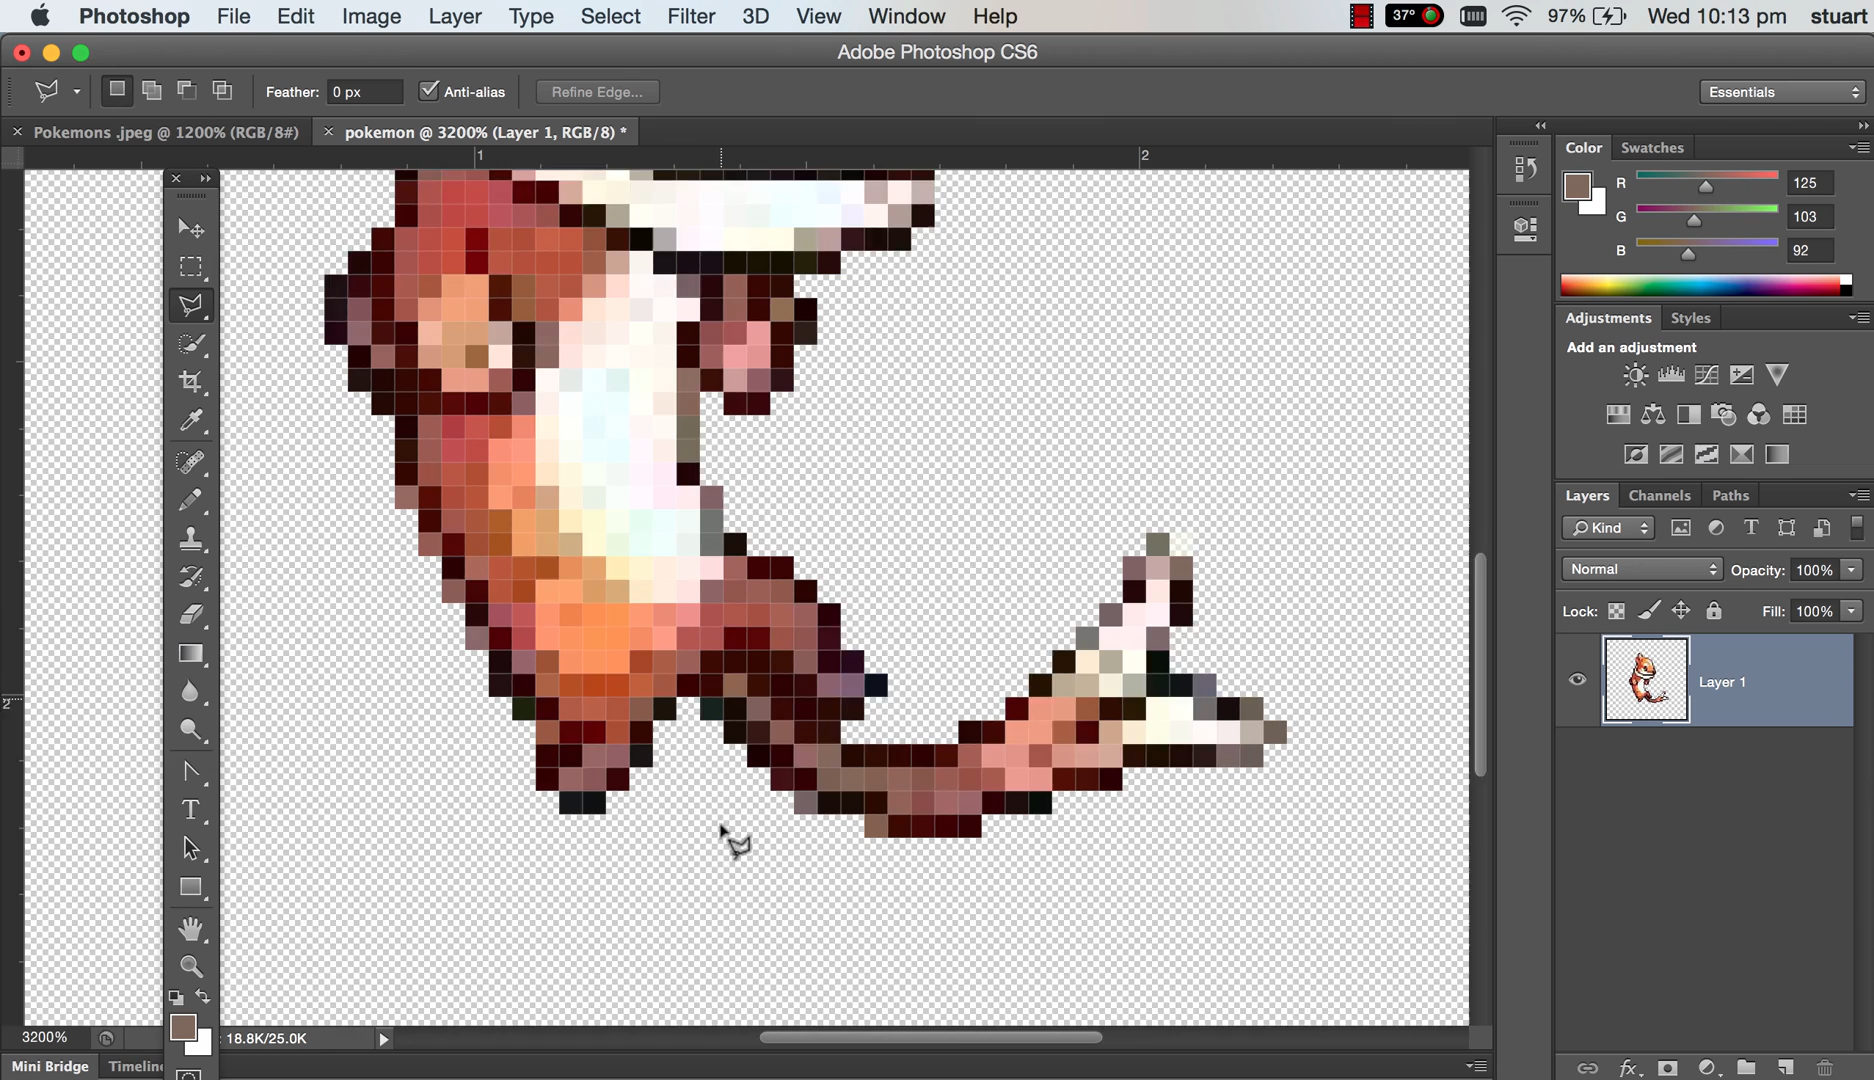 Photoshop File Edit Image Layer Type Select Filter 3D View Window Help 37° 97% Wed 10:13 pm stuart
Adobe Photoshop CS6
Feather: 0 px Anti-alias Refine Edge... Essentials
× Pokemons .jpeg @ 1200% (RGB/8#) × pokemon @ 3200% (Layer 1, RGB/8) *
1 2
2
Color Swatches
R 125
G 103
B 92
Adjustments Styles
Add an adjustment
Layers Channels Paths
Kind
Normal Opacity: 100%
Lock: Fill: 100%
Layer 1
3200% : 18.8K/25.0K
Mini Bridge Timeline